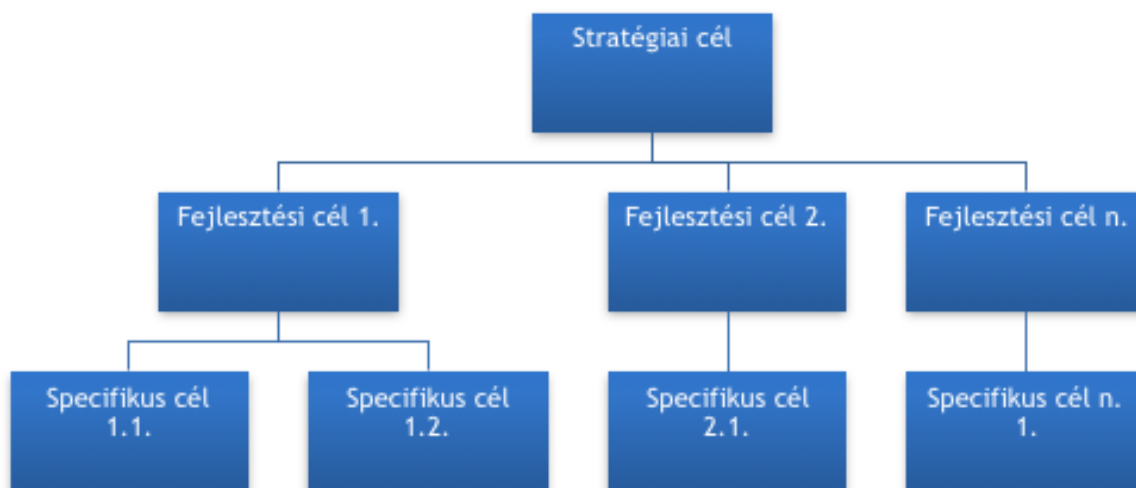 Stratégiai cél
Fejlesztési cél 1.
Fejlesztési cél 2.
Fejlesztési cél n.
Specifikus cél
1.1.
Specifikus cél
1.2.
Specifikus cél
2.1.
Specifikus cél n.
1.